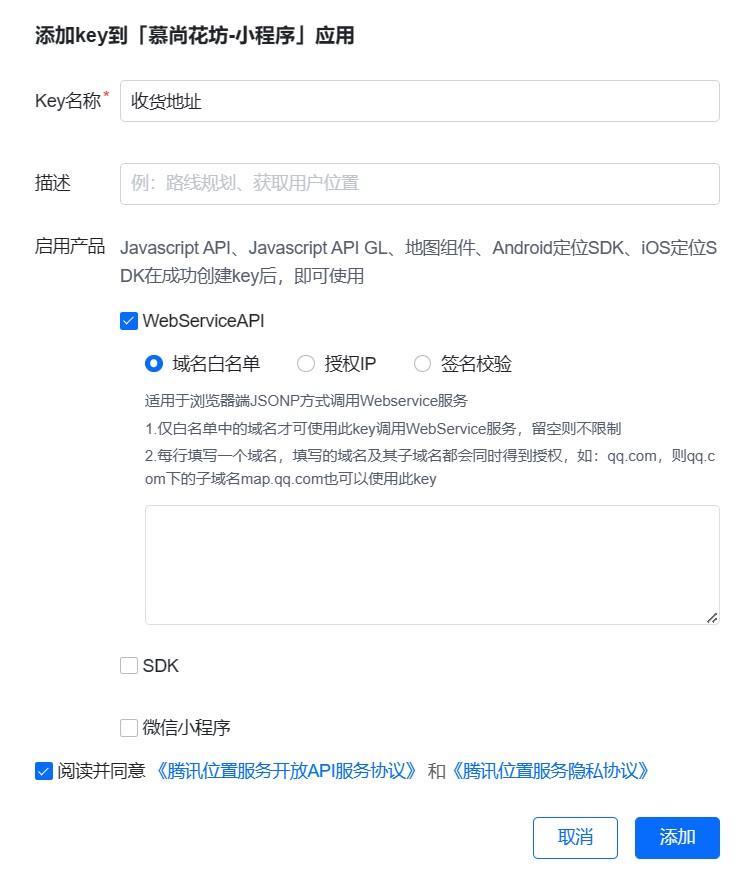 添加key到「慕尚花坊-小程序」应用
Key名称* 收货地址
描述 例：路线规划、获取用户位置
启用产品 Javascript API、Javascript API GL、地图组件、Android定位SDK、iOS定位S
DK在成功创建key后，即可使用
WebServiceAPI
域名白名单 授权IP 签名校验
适用于浏览器端JSONP方式调用Webservice服务
1.仅白名单中的域名才可使用此key调用WebService服务，留空则不限制
2.每行填写一个域名，填写的域名及其子域名都会同时得到授权，如：qq.com，则qq.c
om下的子域名map.qq.com也可以使用此key
SDK
微信小程序
阅读并同意 《腾讯位置服务开放API服务协议》 和《腾讯位置服务隐私协议》
取消 添加